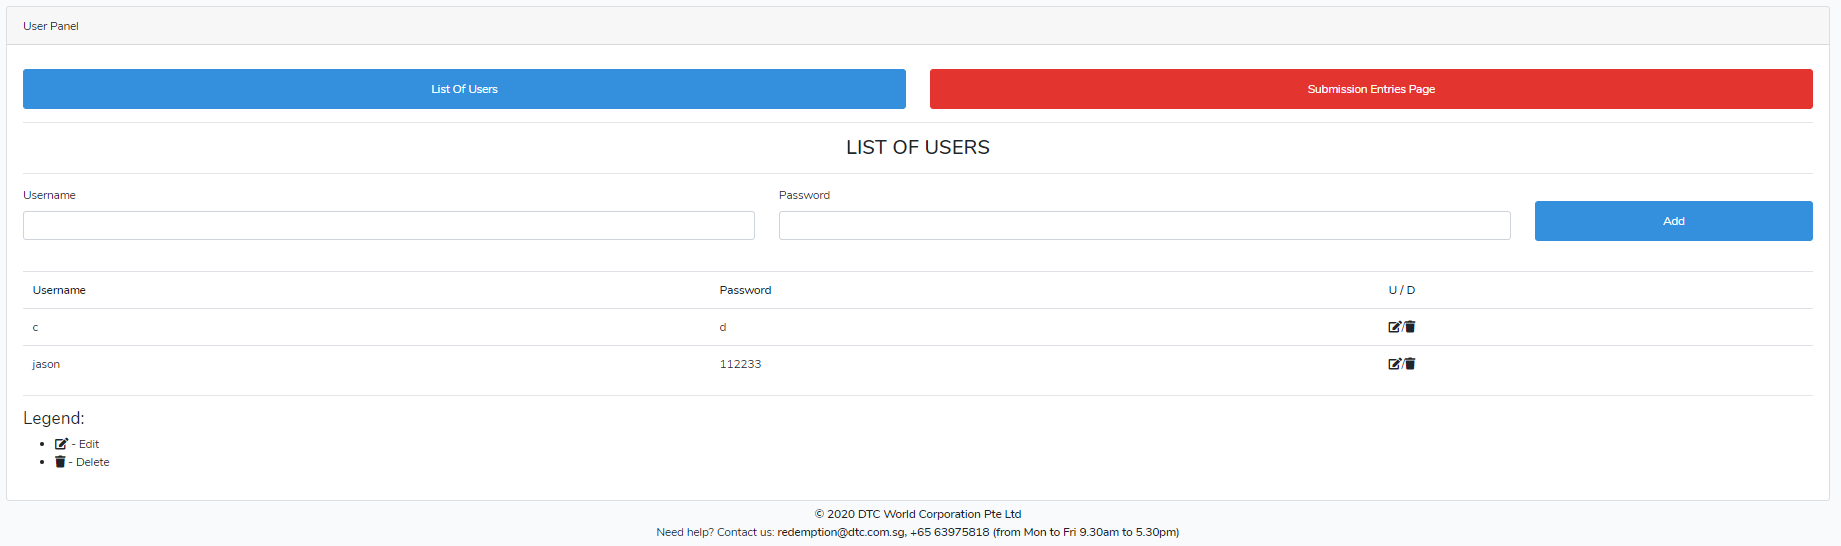 User Panel
List Of Users
Submission Entries Page
LIST OF USERS
Username
Password
Add
Username Password U / D
c d /
jason 112233 /
Legend:
- Edit
- Delete
© 2020 DTC World Corporation Pte Ltd
Need help? Contact us: redemption@dtc.com.sg, +65 63975818 (from Mon to Fri 9.30am to 5.30pm)